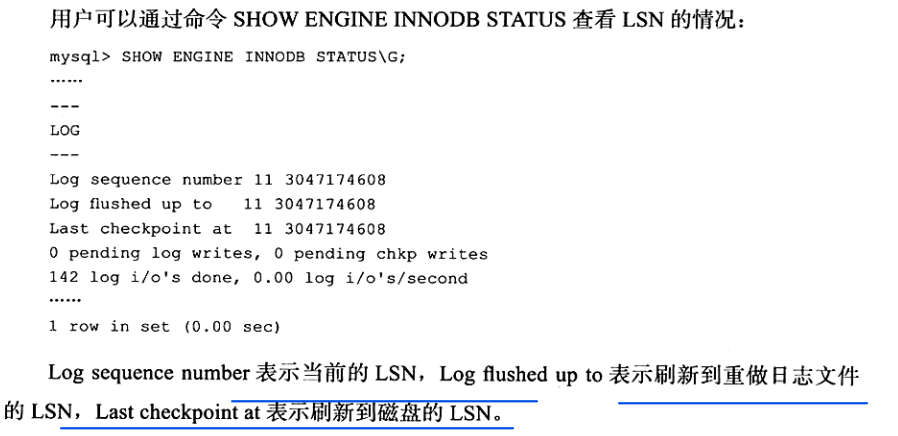 用户可以通过命令 SHOW ENGINE INNODB STATUS 查看 LSN 的情况：
mysql> SHOW ENGINE INNODB STATUS\G;
……
---
LOG
---
Log sequence number 11 3047174608
Log flushed up to   11 3047174608
Last checkpoint at  11 3047174608
0 pending log writes, 0 pending chkp writes
142 log i/o's done, 0.00 log i/o's/second
……
1 row in set (0.00 sec)
Log sequence number 表示当前的 LSN，Log flushed up to 表示刷新到重做日志文件
的 LSN，Last checkpoint at 表示刷新到磁盘的 LSN。